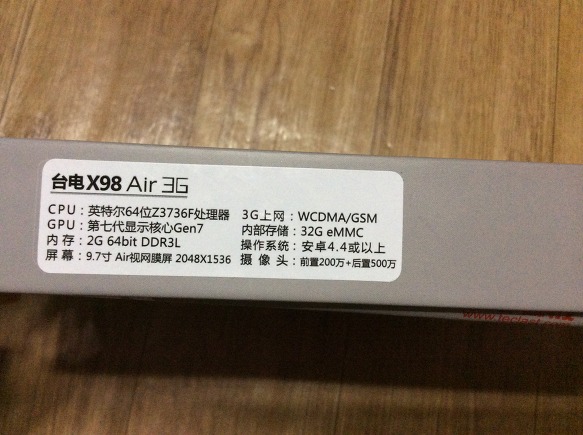 台电X98 Air 3G
CPU：英特尔64位Z3736F处理器
GPU：第七代显示核心Gen7
内存：2G 64bit DDR3L
屏幕：9.7寸 Air视网膜屏 2048X1536
3G上网：WCDMA/GSM
内部存储：32G eMMC
操作系统：安卓4.4或以上
摄像头：前置200万+后置500万